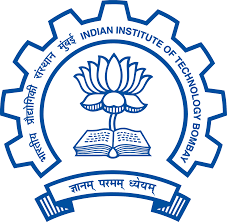 भारतीय प्रौद्योगिकी संस्थान मुंबई
INDIAN INSTITUTE OF TECHNOLOGY BOMBAY
ज्ञानम् परमम् ध्येयम्